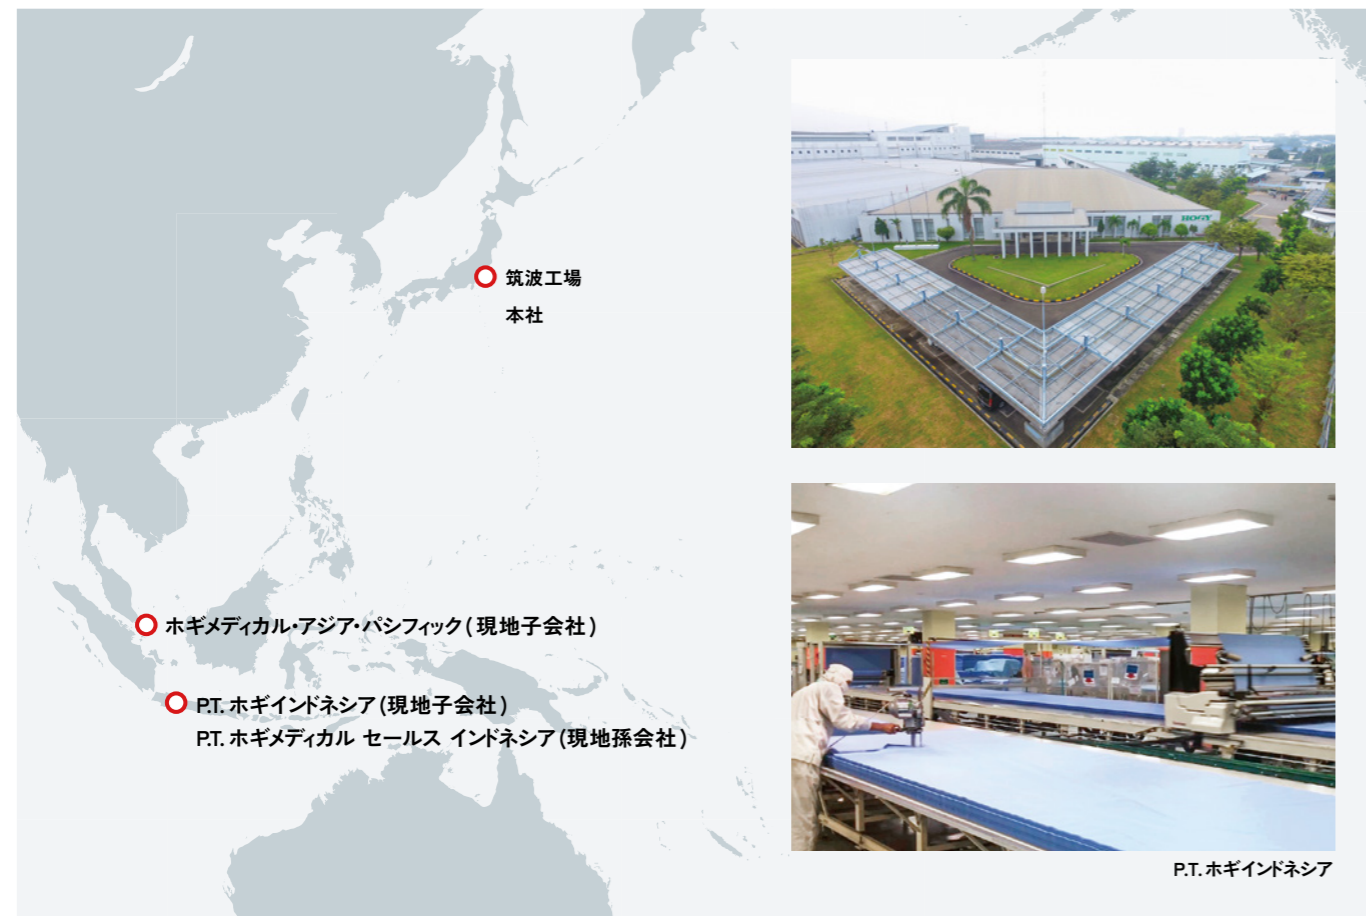 HOGY
筑波工場
本社
ホギメディカル・アジア・パシフィック(現地子会社)
P.T. ホギインドネシア(現地子会社)
P.T. ホギメディカル セールス インドネシア(現地孫会社)
P.T. ホギインドネシア